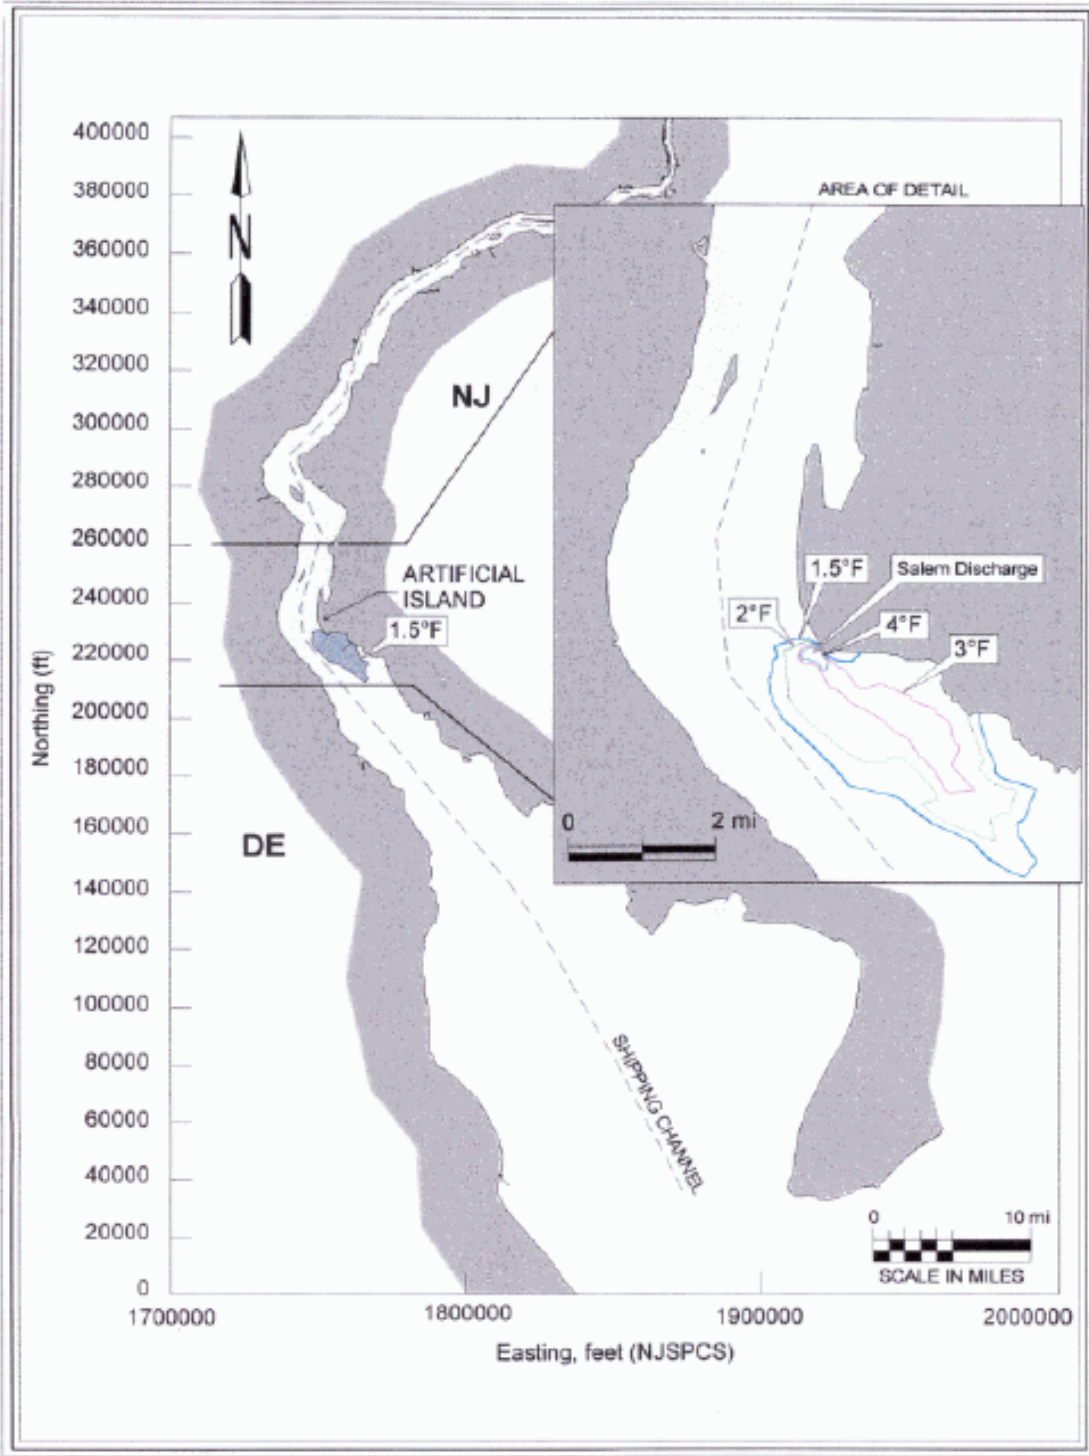 400000
380000
360000
340000
320000
300000
280000
260000
240000
220000
200000
180000
160000
140000
120000
100000
80000
60000
40000
20000
0
Northing (ft)
N
NJ
DE
ARTIFICIAL
ISLAND
1.5°F
AREA OF DETAIL
1.5°F
Salem Discharge
2°F
4°F
3°F
0 2 mi
SHIPPING CHANNEL
0 10 mi
SCALE IN MILES
1700000 1800000 1900000 2000000
Easting, feet (NJSPCS)